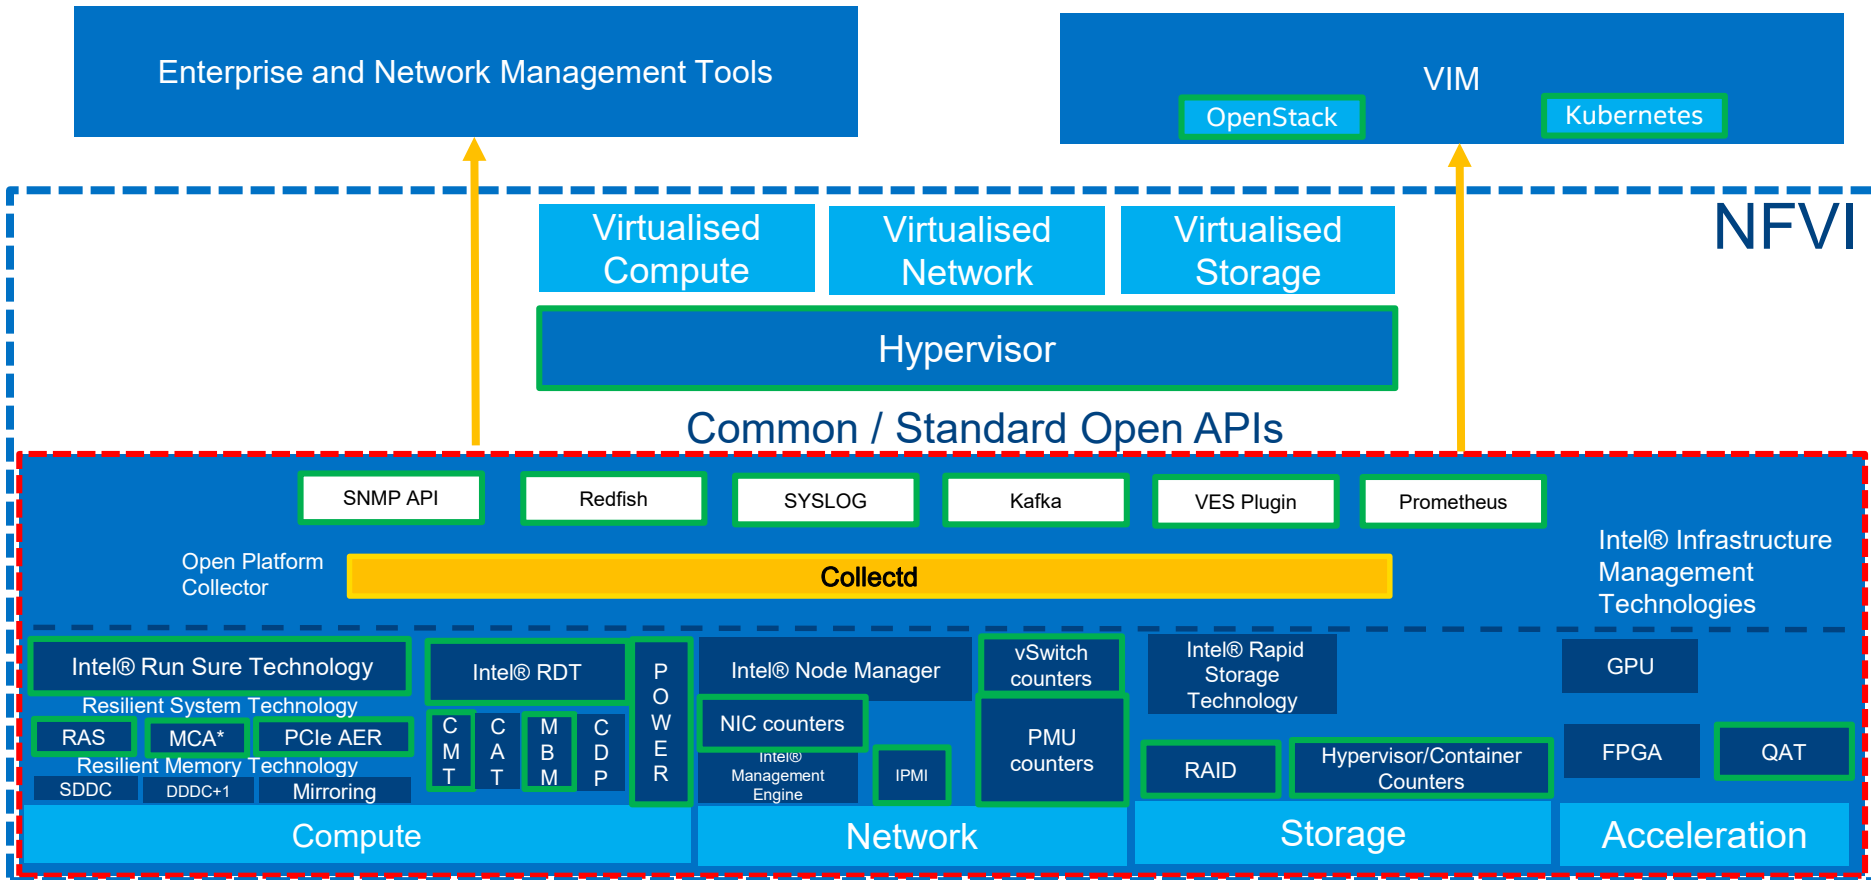 Enterprise and Network Management Tools
VIM
OpenStack
Kubernetes
NFVI
Virtualised
Compute
Virtualised
Network
Virtualised
Storage
Hypervisor
Common / Standard Open APIs
SNMP API
Redfish
SYSLOG
Kafka
VES Plugin
Prometheus
Open Platform
Collector
Collectd
Intel® Infrastructure
Management
Technologies
Intel® Run Sure Technology
Resilient System Technology
RAS
MCA*
PCIe AER
Resilient Memory Technology
SDDC
DDDC+1
Mirroring
Intel® RDT
C
M
T
C
A
T
M
B
M
C
D
P
P
O
W
E
R
Intel® Node Manager
NIC counters
Intel®
Management
Engine
IPMI
vSwitch
counters
PMU
counters
Intel® Rapid
Storage
Technology
RAID
Hypervisor/Container
Counters
GPU
FPGA
QAT
Compute
Network
Storage
Acceleration